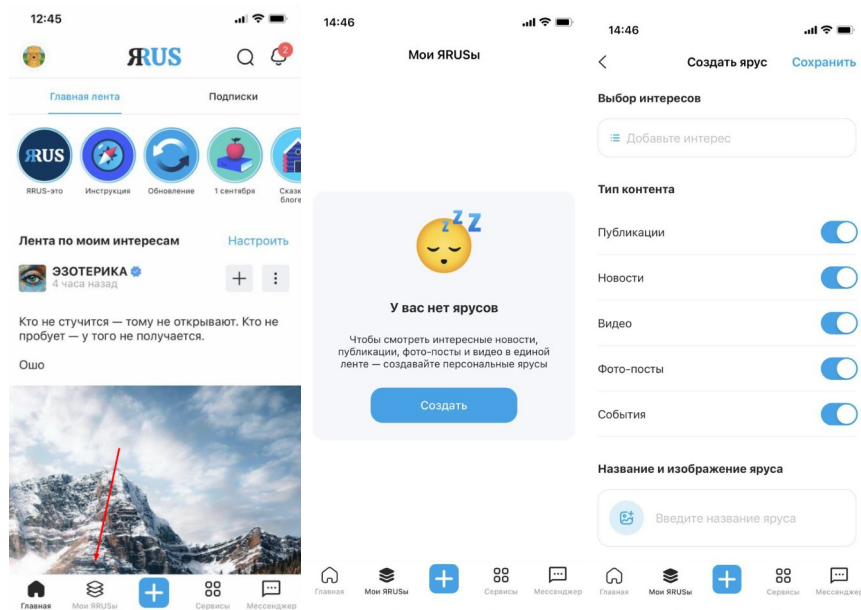 12:45
ЯRUS
2
Главная лента
Подписки
ЯRUS
ЯRUS-это
Инструкция
Обновление
1 сентября
Сказк
блоге
Лента по моим интересам
Настроить
ЭЗОТЕРИКА
4 часа назад
Кто не стучится — тому не открывают. Кто не
пробует — у того не получается.
Ошо
Главная
Мои ЯRUSы
Сервисы
Мессенджер
14:46
Мои ЯRUSы
z Z Z
У вас нет ярусов
Чтобы смотреть интересные новости,
публикации, фото-посты и видео в единой
ленте — создавайте персональные ярусы
Создать
Главная
Мои ЯRUSы
Сервисы
Мессенджер
14:46
Создать ярус
Сохранить
Выбор интересов
Добавьте интерес
Тип контента
Публикации
Новости
Видео
Фото-посты
События
Название и изображение яруса
Введите название яруса
Главная
Мои ЯRUSы
Сервисы
Мессенджер